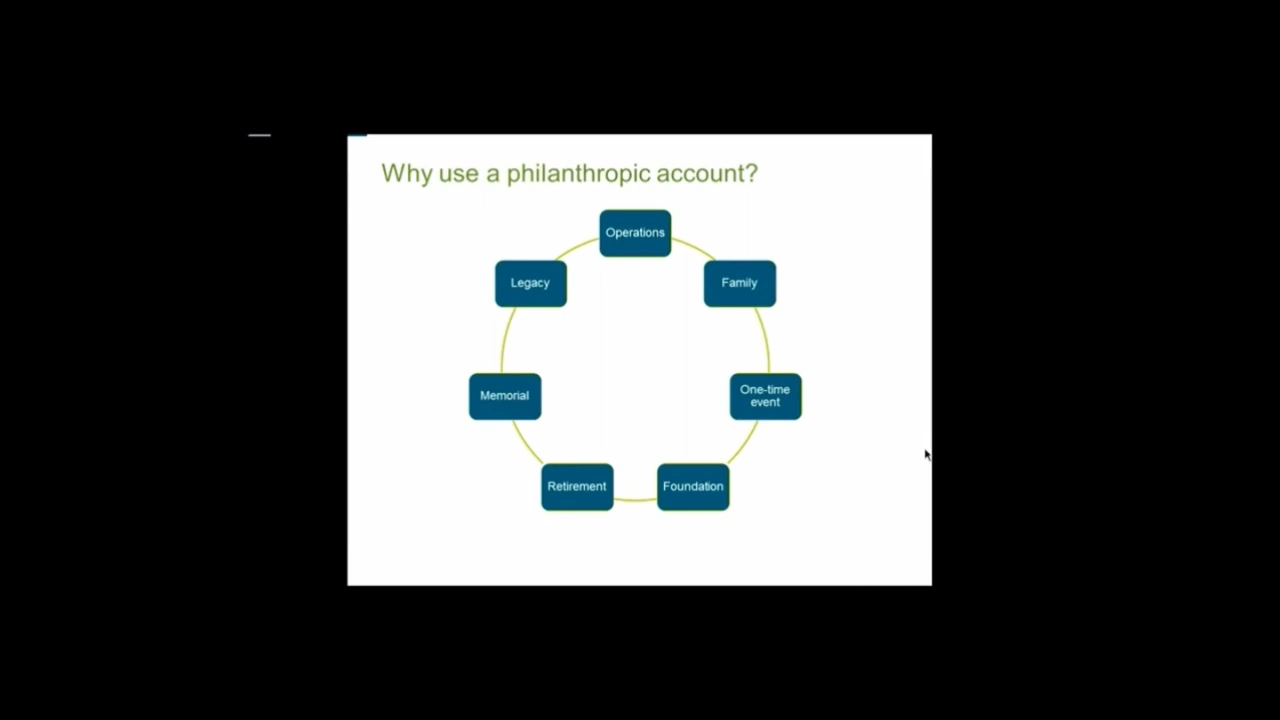 Why use a philanthropic account?
Operations
Legacy
Family
Memorial
One-time
event
Retirement
Foundation